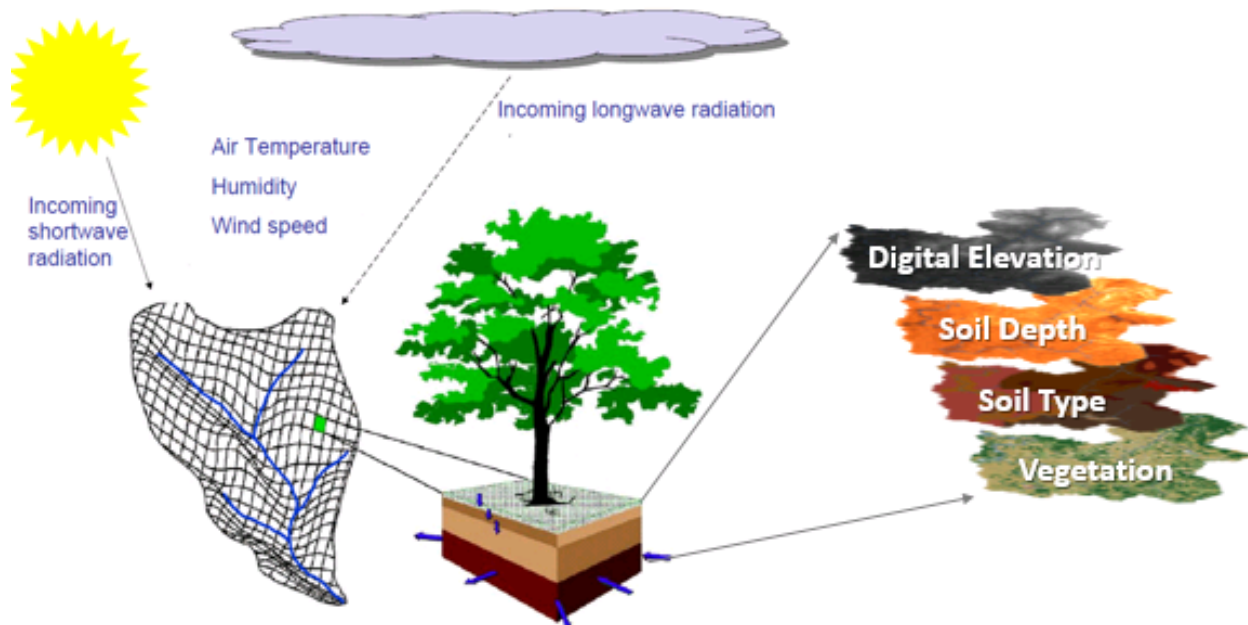 Incoming longwave radiation
Air Temperature
Humidity
Wind speed
Incoming
shortwave
radiation
Digital Elevation
Soil Depth
Soil Type
Vegetation